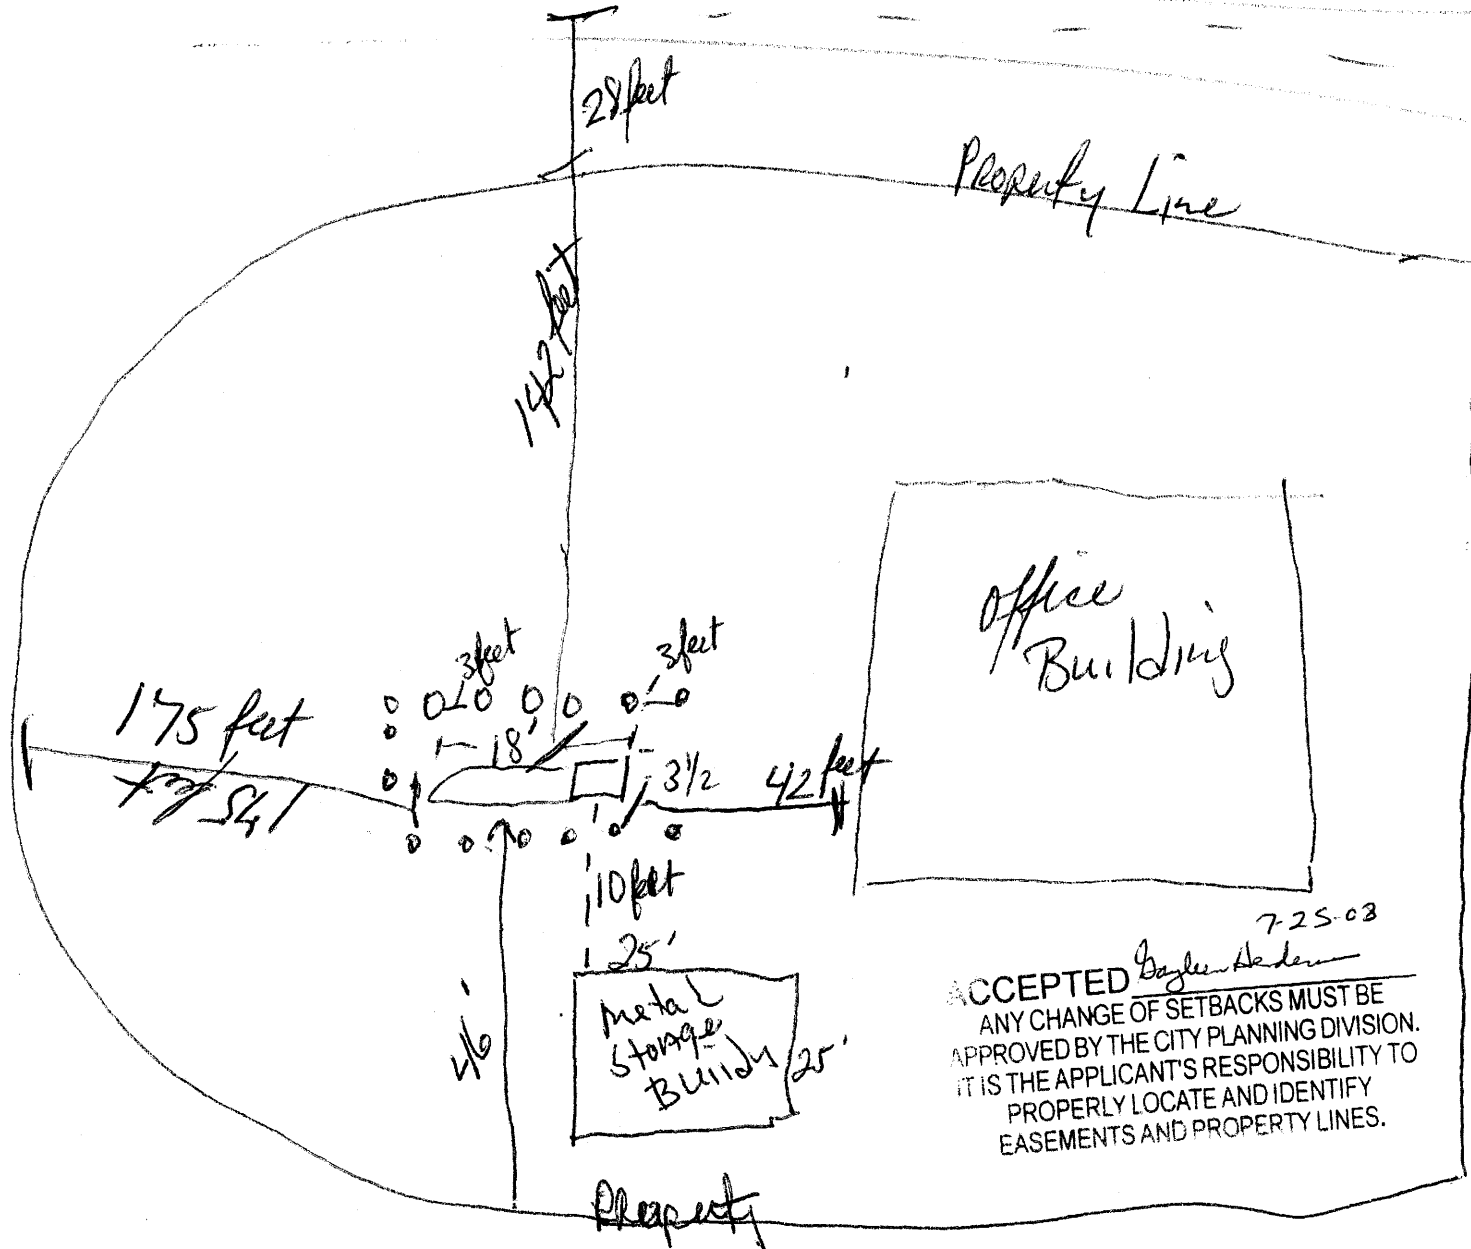 28 feet
Property Line
142 feet
3 feet
3 feet
175 feet
175 feet
18'
3 1/2
42 feet
10 feet
25'
Office
Building
46'
Metal
Storage
25'
7-25-03
ACCEPTED
ANY CHANGE OF SETBACKS MUST BE
APPROVED BY THE CITY PLANNING DIVISION.
IT IS THE APPLICANT'S RESPONSIBILITY TO
PROPERLY LOCATE AND IDENTIFY
EASEMENTS AND PROPERTY LINES.
Property